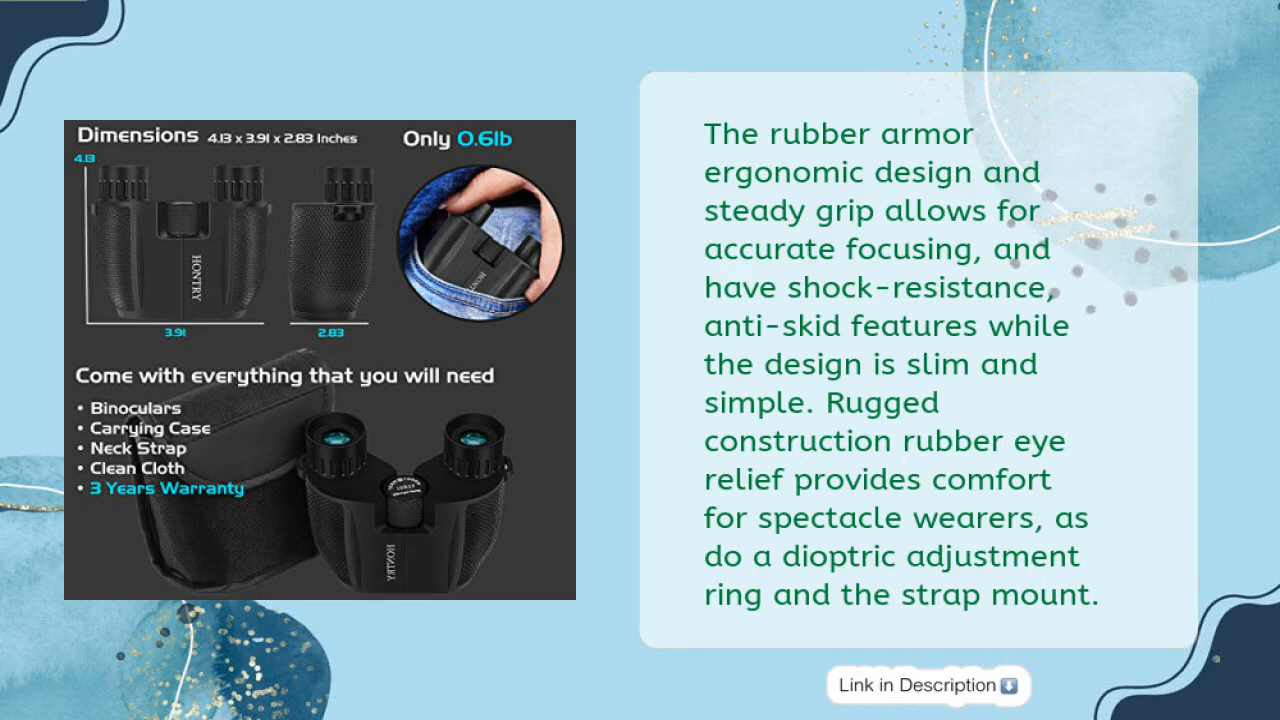 Dimensions 4.13 x 3.91 x 2.83 Inches
Only 0.6lb
4.13
HONTRY
HONTRY
3.91
2.83
Come with everything that you will need
• Binoculars
• Carrying Case
• Neck Strap
• Clean Cloth
• 3 Years Warranty
10X25
HONTRY
The rubber armor
ergonomic design and
steady grip allows for
accurate focusing, and
have shock-resistance,
anti-skid features while
the design is slim and
simple. Rugged
construction rubber eye
relief provides comfort
for spectacle wearers, as
do a dioptric adjustment
ring and the strap mount.
Link in Description